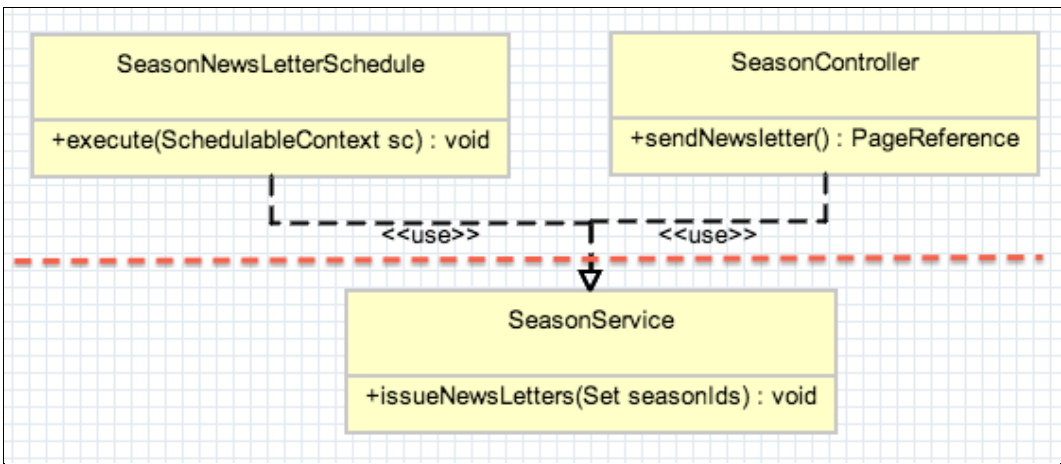 SeasonNewsLetterSchedule
+execute(SchedulableContext sc) : void
SeasonController
+sendNewsletter() : PageReference
<<use>>
<<use>>
SeasonService
+issueNewsLetters(Set seasonIds) : void